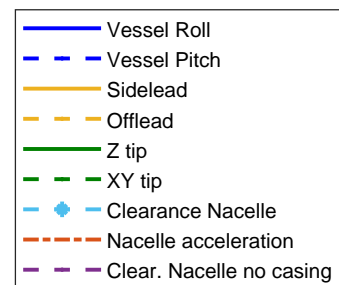 Vessel Roll
Vessel Pitch
Sidelead
Offlead
Z tip
XY tip
Clearance Nacelle
Nacelle acceleration
Clear. Nacelle no casing